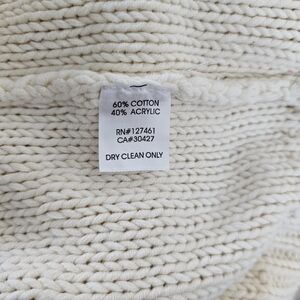 60% COTTON
40% ACRYLIC
RN#127461
CA#30427
DRY CLEAN ONLY